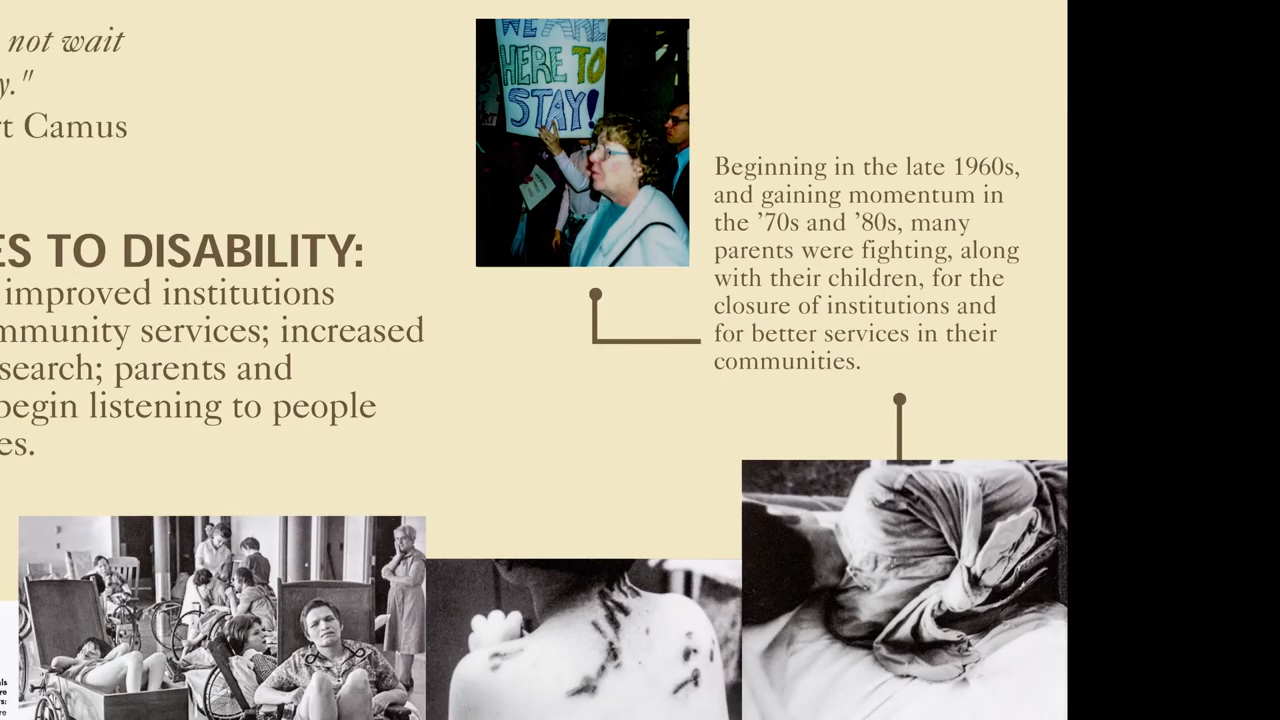 not wait
y."
rt Camus
ES TO DISABILITY:
improved institutions
mmunity services; increased
search; parents and
begin listening to people
es.
WE ARE
HERE TO
STAY!
Beginning in the late 1960s,
and gaining momentum in
the ’70s and ’80s, many
parents were fighting, along
with their children, for the
closure of institutions and
for better services in their
communities.